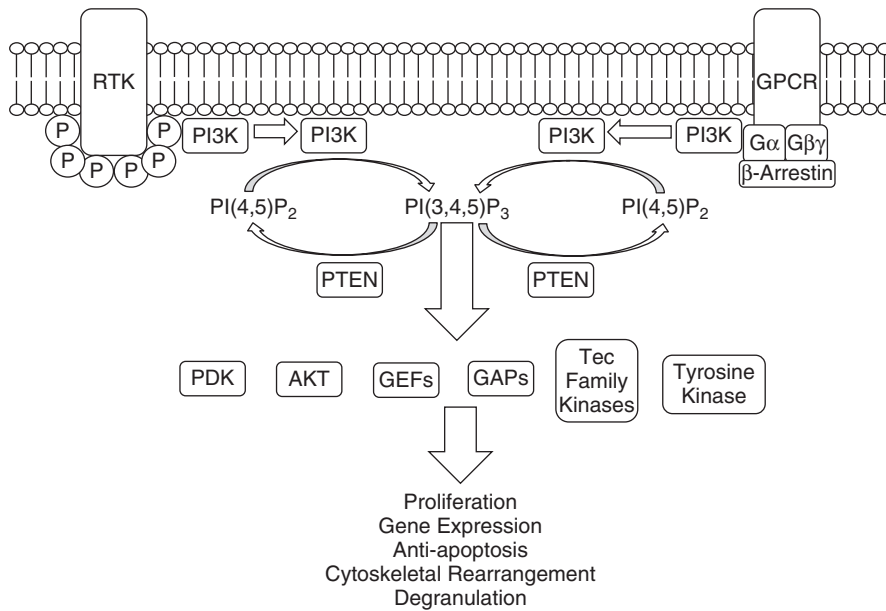 RTK
GPCR
P
P
P
P
P
P
PI3K
PI3K
PI3K
PI3K
Gα
Gβγ
β-Arrestin
PI(4,5)P2
PI(3,4,5)P3
PI(4,5)P2
PTEN
PTEN
PDK
AKT
GEFs
GAPs
Tec
Family
Kinases
Tyrosine
Kinase
Proliferation
Gene Expression
Anti-apoptosis
Cytoskeletal Rearrangement
Degranulation